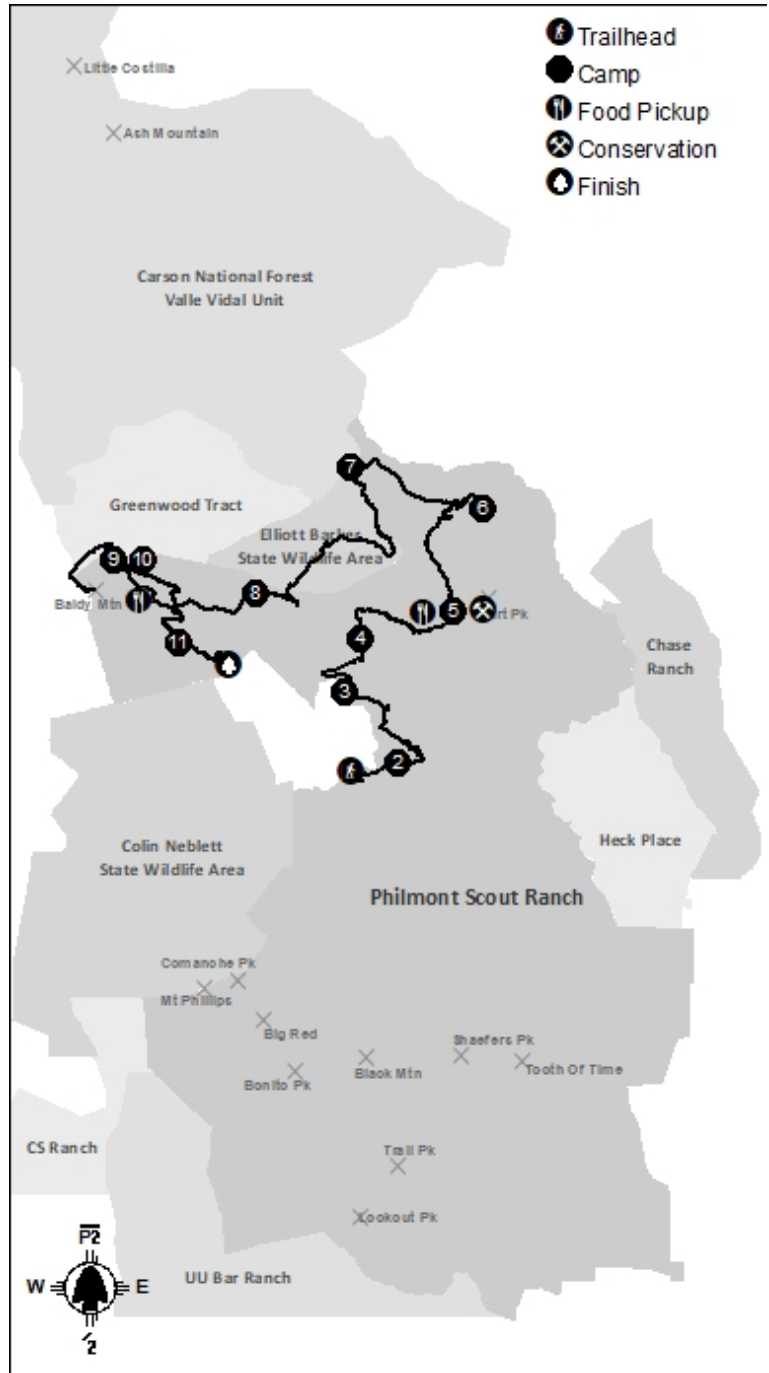 Trailhead
Camp
Food Pickup
Conservation
Finish
Little Costilla
Ash Mountain
Carson National Forest
Valle Vidal Unit
7
Greenwood Tract
6
Elliott Barker
State Wildlife Area
9 10
Baldy Mtn
8
5
rt Pk
4
11
Chase
Ranch
3
2
Heck Place
Colin Neblett
State Wildlife Area
Philmont Scout Ranch
Comanche Pk
Mt Phillips
Big Red
Shaefers Pk
Black Mtn
Tooth Of Time
Bonito Pk
CS Ranch
Trail Pk
Lookout Pk
UU Bar Ranch
W E